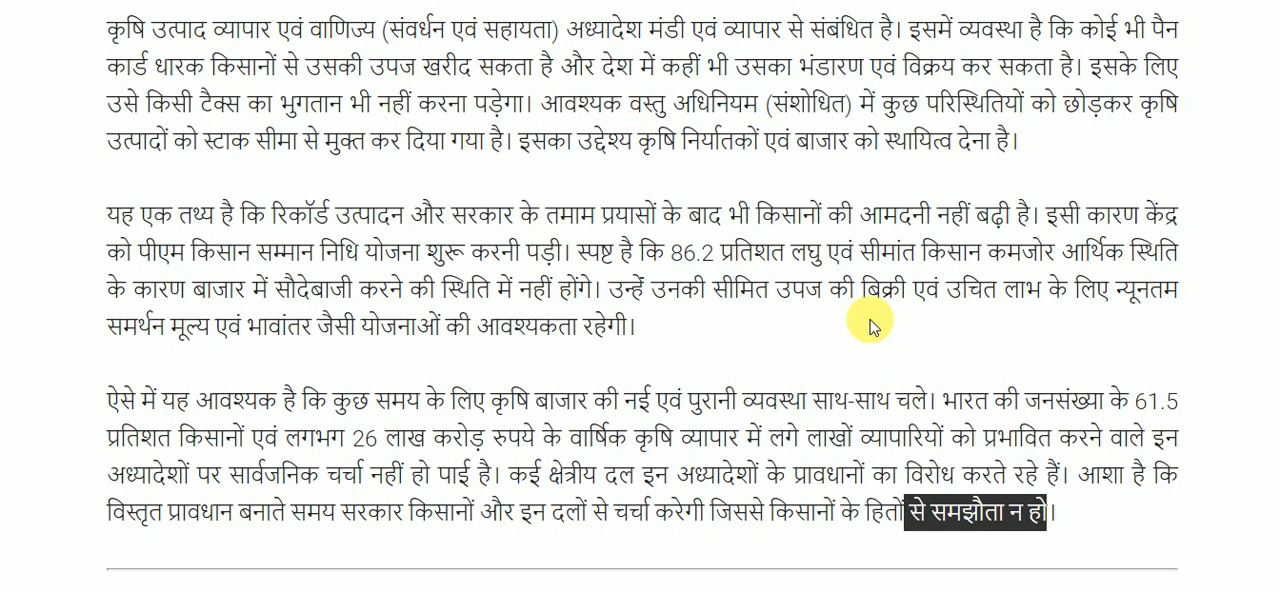 कृषि उत्पाद व्यापार एवं वाणिज्य (संवर्धन एवं सहायता) अध्यादेश मंडी एवं व्यापार से संबंधित है। इसमें व्यवस्था है कि कोई भी पैन
कार्ड धारक किसानों से उसकी उपज खरीद सकता है और देश में कहीं भी उसका भंडारण एवं विक्रय कर सकता है। इसके लिए
उसे किसी टैक्स का भुगतान भी नहीं करना पड़ेगा। आवश्यक वस्तु अधिनियम (संशोधित) में कुछ परिस्थितियों को छोड़कर कृषि
उत्पादों को स्टाक सीमा से मुक्त कर दिया गया है। इसका उद्देश्य कृषि निर्यातकों एवं बाजार को स्थायित्व देना है।
यह एक तथ्य है कि रिकॉर्ड उत्पादन और सरकार के तमाम प्रयासों के बाद भी किसानों की आमदनी नहीं बढ़ी है। इसी कारण केंद्र
को पीएम किसान सम्मान निधि योजना शुरू करनी पड़ी। स्पष्ट है कि 86.2 प्रतिशत लघु एवं सीमांत किसान कमजोर आर्थिक स्थिति
के कारण बाजार में सौदेबाजी करने की स्थिति में नहीं होंगे। उन्हें उनकी सीमित उपज की बिक्री एवं उचित लाभ के लिए न्यूनतम
समर्थन मूल्य एवं भावांतर जैसी योजनाओं की आवश्यकता रहेगी।
ऐसे में यह आवश्यक है कि कुछ समय के लिए कृषि बाजार की नई एवं पुरानी व्यवस्था साथ-साथ चले। भारत की जनसंख्या के 61.5
प्रतिशत किसानों एवं लगभग 26 लाख करोड़ रुपये के वार्षिक कृषि व्यापार में लगे लाखों व्यापारियों को प्रभावित करने वाले इन
अध्यादेशों पर सार्वजनिक चर्चा नहीं हो पाई है। कई क्षेत्रीय दल इन अध्यादेशों के प्रावधानों का विरोध करते रहे हैं। आशा है कि
विस्तृत प्रावधान बनाते समय सरकार किसानों और इन दलों से चर्चा करेगी जिससे किसानों के हितों से समझौता न हो।